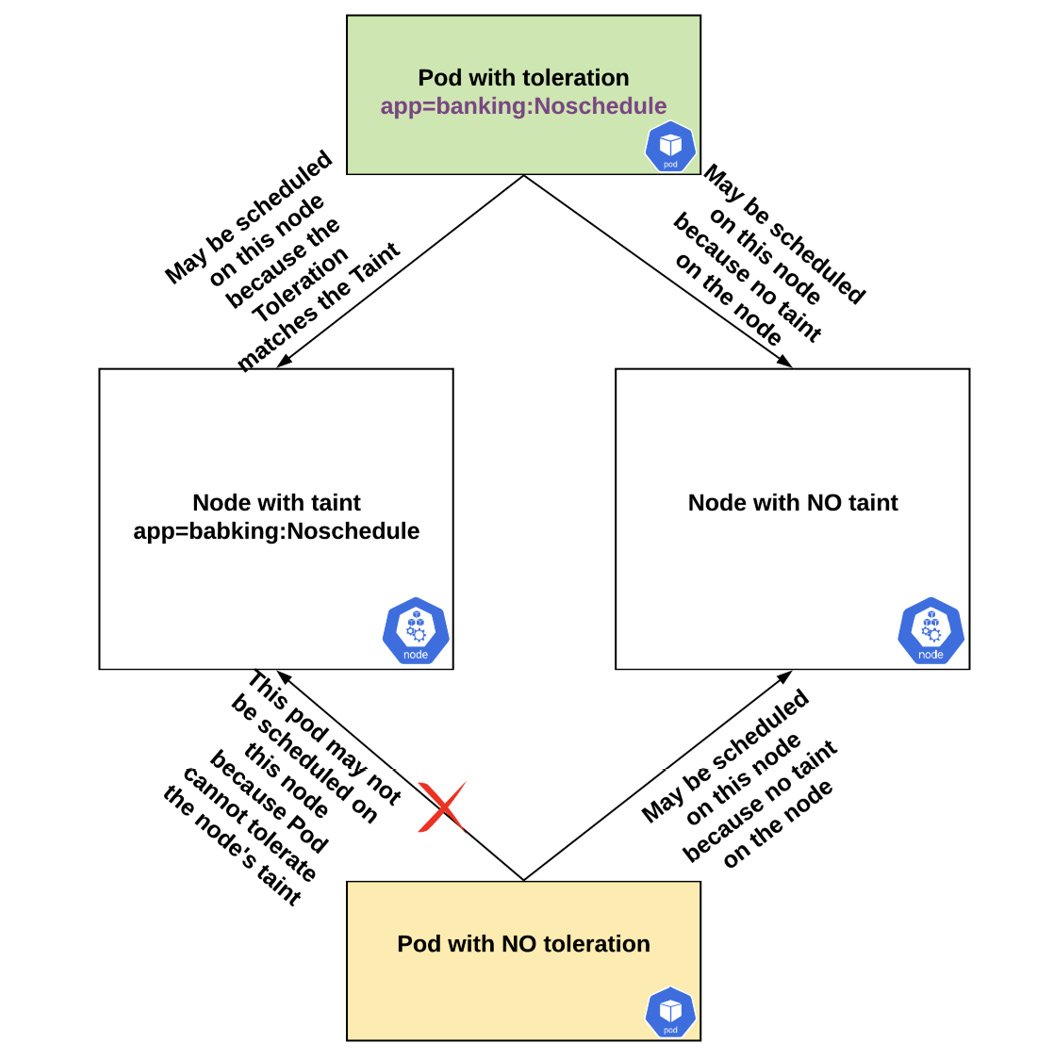 Pod with toleration
app=banking:Noschedule
pod
May be scheduled
on this node
because the
Toleration
matches the Taint
May be scheduled
on this node
because no taint
on the node
Node with taint
app=babking:Noschedule
node
Node with NO taint
node
This pod may not
be scheduled on
this node
because Pod
cannot tolerate
the node's taint
May be scheduled
on this node
because no taint
on the node
Pod with NO toleration
pod